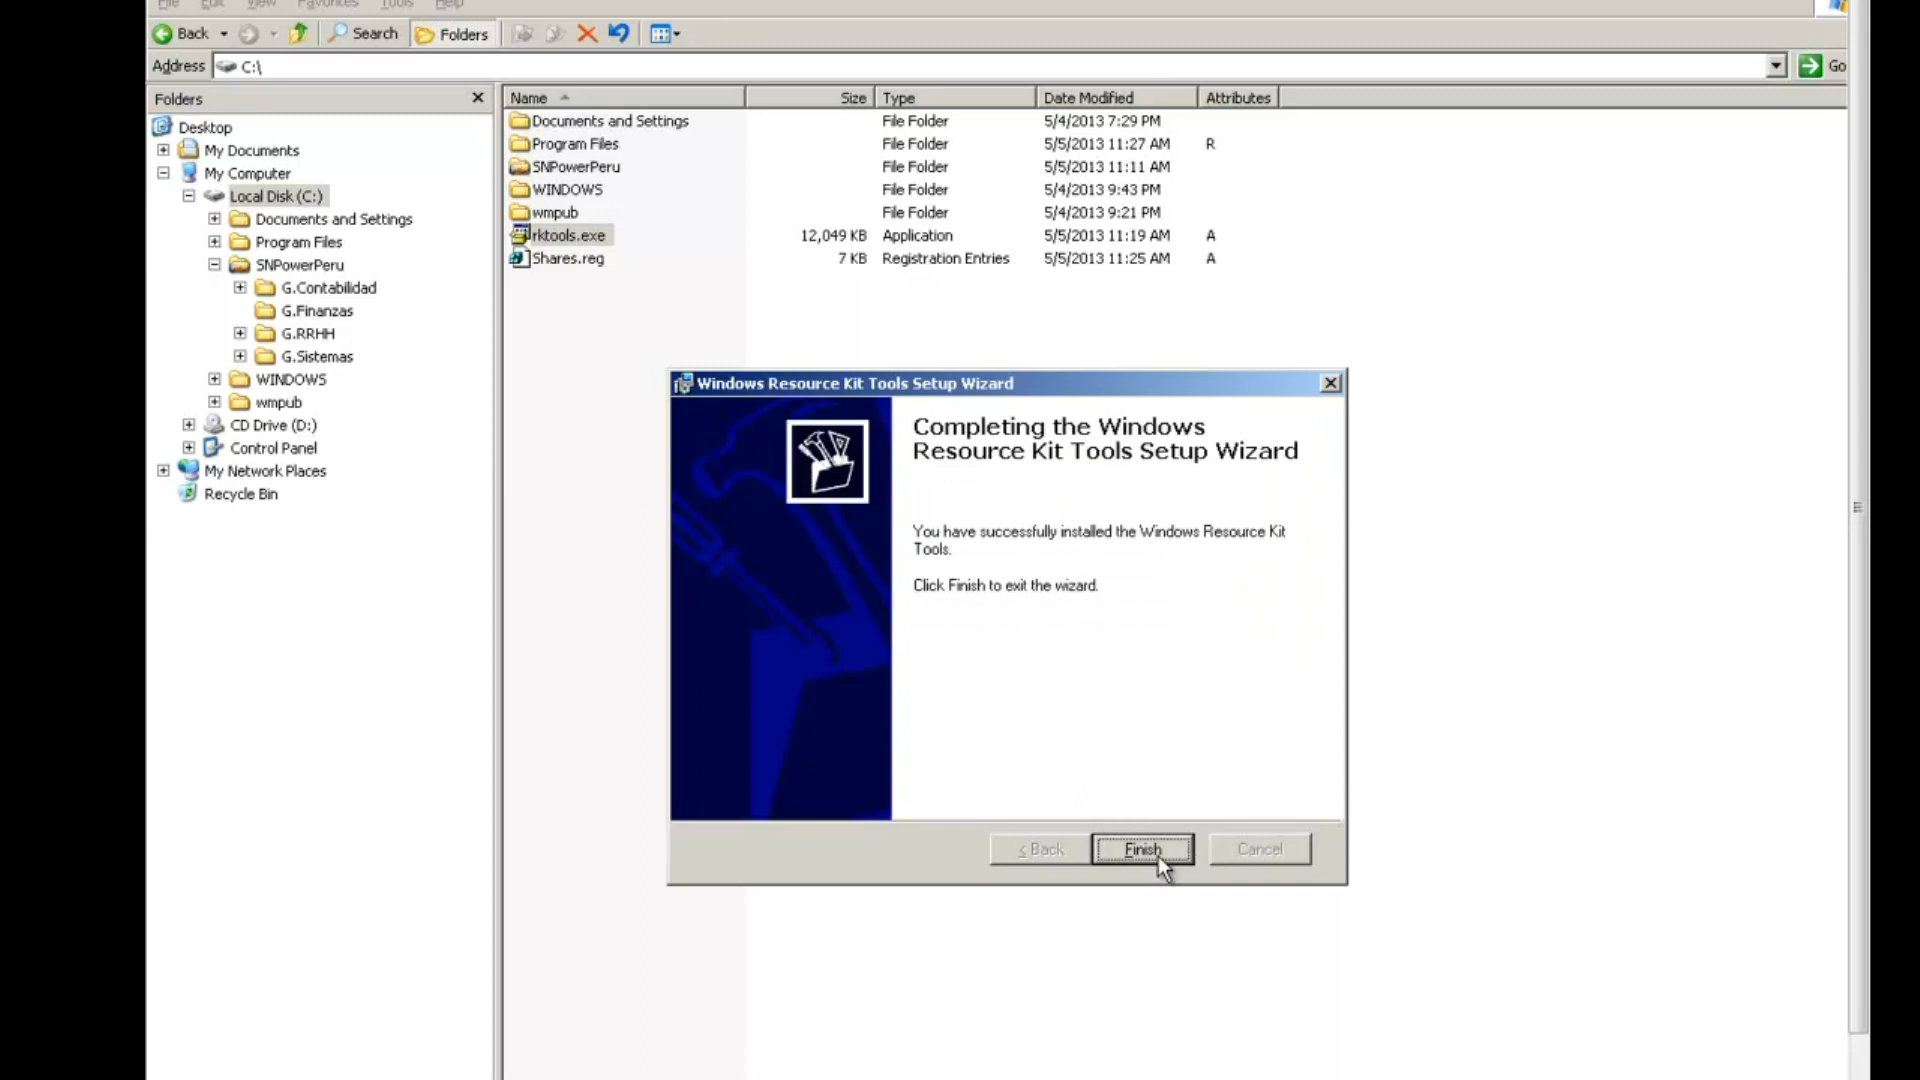 File Edit View Favorites Tools Help
Back Search Folders
Address C:\ Go
Folders
Desktop
My Documents
My Computer
Local Disk (C:)
Documents and Settings
Program Files
SNPowerPeru
G.Contabilidad
G.Finanzas
G.RRHH
G.Sistemas
WINDOWS
wmpub
CD Drive (D:)
Control Panel
My Network Places
Recycle Bin
Name Size Type Date Modified Attributes
Documents and Settings File Folder 5/4/2013 7:29 PM
Program Files File Folder 5/5/2013 11:27 AM R
SNPowerPeru File Folder 5/5/2013 11:11 AM
WINDOWS File Folder 5/4/2013 9:43 PM
wmpub File Folder 5/4/2013 9:21 PM
rktools.exe 12,049 KB Application 5/5/2013 11:19 AM A
Shares.reg 7 KB Registration Entries 5/5/2013 11:25 AM A
Windows Resource Kit Tools Setup Wizard
Completing the Windows
Resource Kit Tools Setup Wizard
You have successfully installed the Windows Resource Kit
Tools.
Click Finish to exit the wizard.
< Back Finish Cancel